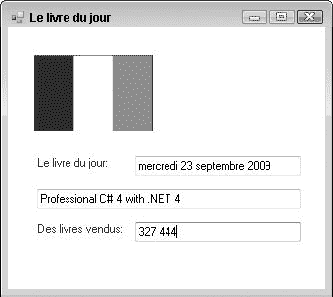 Le livre du jour
Le livre du jour: mercredi 23 septembre 2009
Professional C# 4 with .NET 4
Des livres vendus: 327 444